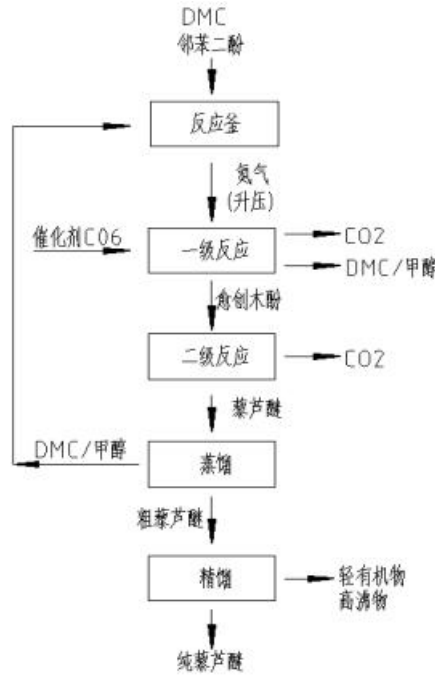 DMC
邻苯二酚
反应釜
氮气
(升压)
催化剂C06
一级反应
CO2
DMC/甲醇
愈创木酚
二级反应
CO2
藜芦醚
DMC/甲醇
蒸馏
粗藜芦醚
精馏
轻有机物
高沸物
纯藜芦醚